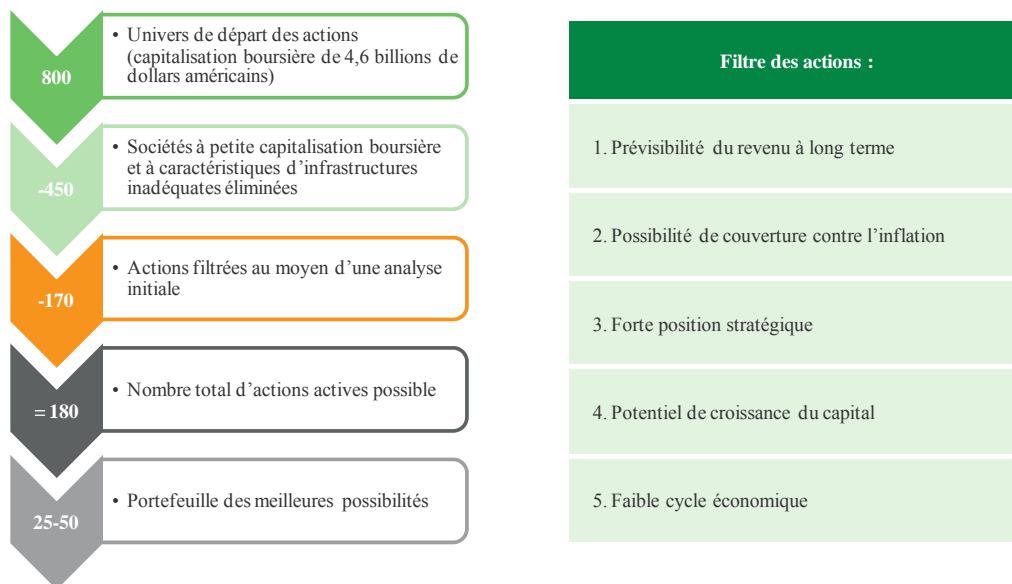 800
• Univers de départ des actions
(capitalisation boursière de 4,6 billions de
dollars américains)
-450
• Sociétés à petite capitalisation boursière
et à caractéristiques d’infrastructures
inadéquates éliminées
-170
• Actions filtrées au moyen d’une analyse
initiale
= 180
• Nombre total d’actions actives possible
25-50
• Portefeuille des meilleures possibilités
Filtre des actions :
1. Prévisibilité du revenu à long terme
2. Possibilité de couverture contre l’inflation
3. Forte position stratégique
4. Potentiel de croissance du capital
5. Faible cycle économique